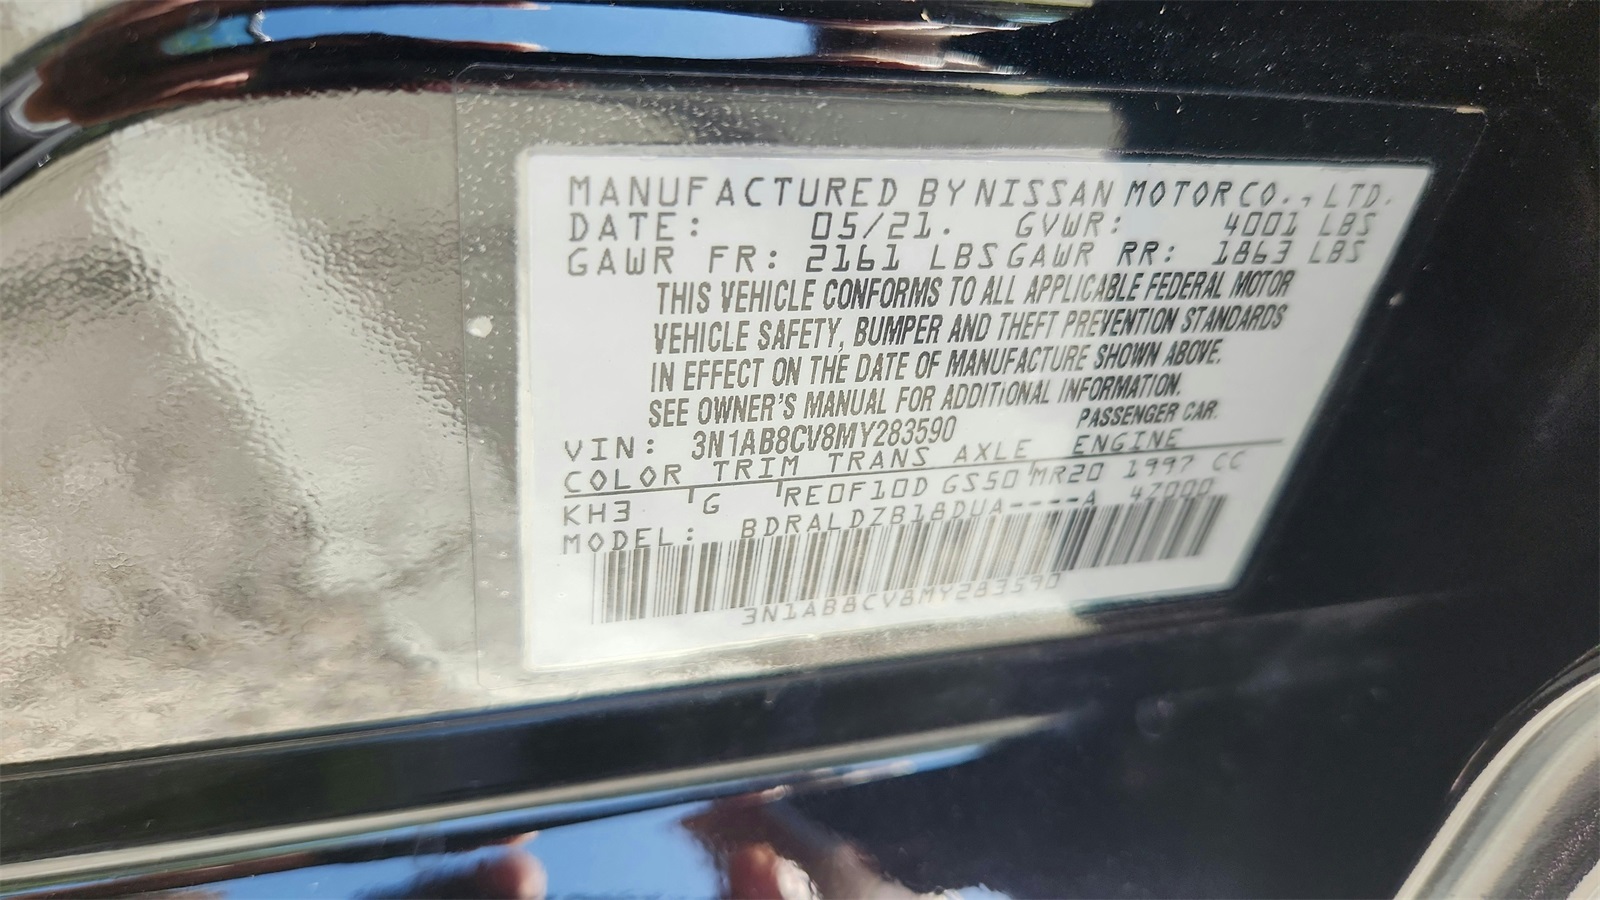 MANUFACTURED BY NISSAN MOTOR CO., LTD.
DATE: 05/21. GVWR: 4001 LBS
GAWR FR: 2161 LBS GAWR RR: 1863 LBS
THIS VEHICLE CONFORMS TO ALL APPLICABLE FEDERAL MOTOR
VEHICLE SAFETY, BUMPER AND THEFT PREVENTION STANDARDS
IN EFFECT ON THE DATE OF MANUFACTURE SHOWN ABOVE.
SEE OWNER'S MANUAL FOR ADDITIONAL INFORMATION.
VIN: 3N1AB8CV8MY283590 PASSENGER CAR.
COLOR TRIM TRANS AXLE ENGINE
KH3 G RE0F10D GS50 MR20 1997 CC
MODEL: BDRALDZB18DUA----A 4Z000
3N1AB8CV8MY283590